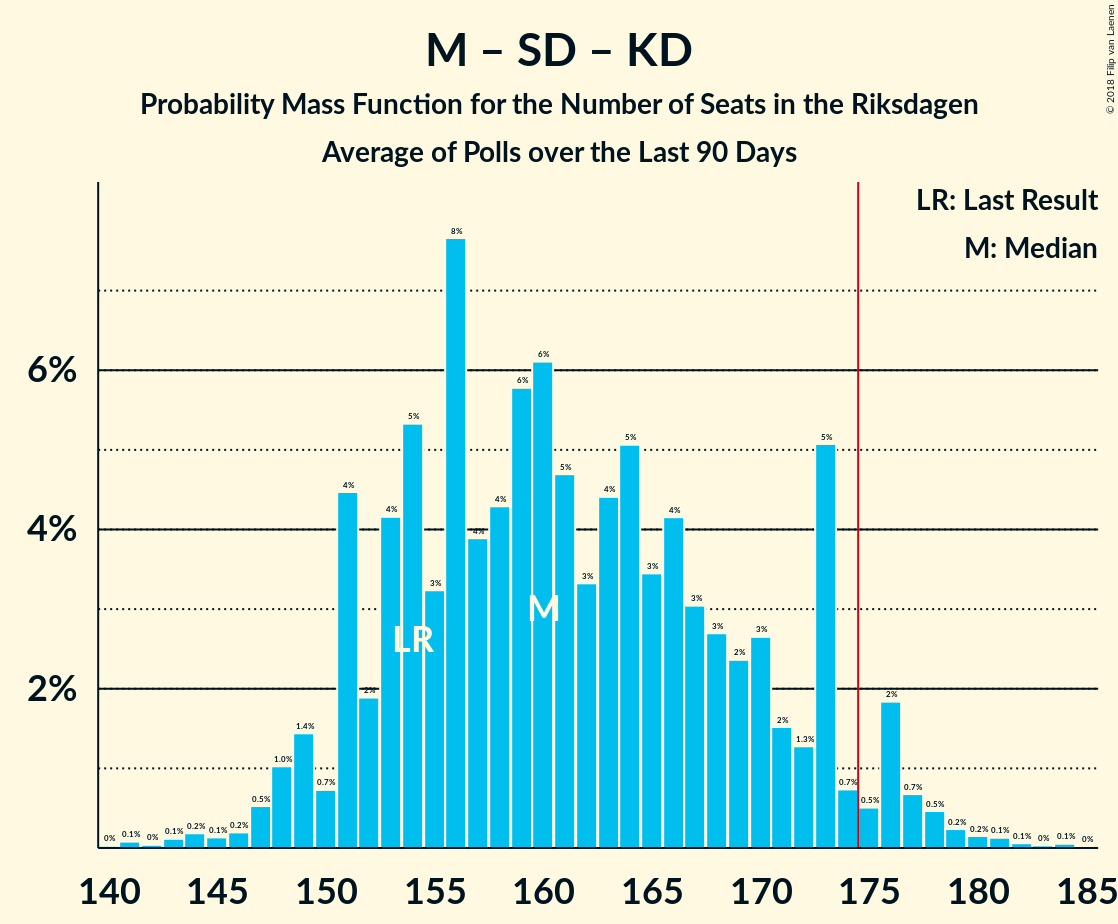 M – SD – KD
Probability Mass Function for the Number of Seats in the Riksdagen
Average of Polls over the Last 90 Days
© 2018 Filip van Laenen
LR: Last Result
M: Median
6%
4%
2%
0% 0.1% 0% 0.1% 0.2% 0.1% 0.2% 0.5% 1.0% 1.4% 0.7% 4% 2% 4% 5% 3% 8% 4% 4% 6% 6% 5% 3% 4% 5% 3% 4% 3% 3% 2% 3% 2% 1.3% 5% 0.7% 0.5% 2% 0.7% 0.5% 0.2% 0.2% 0.1% 0.1% 0% 0.1% 0%
M
LR
140 145 150 155 160 165 170 175 180 185